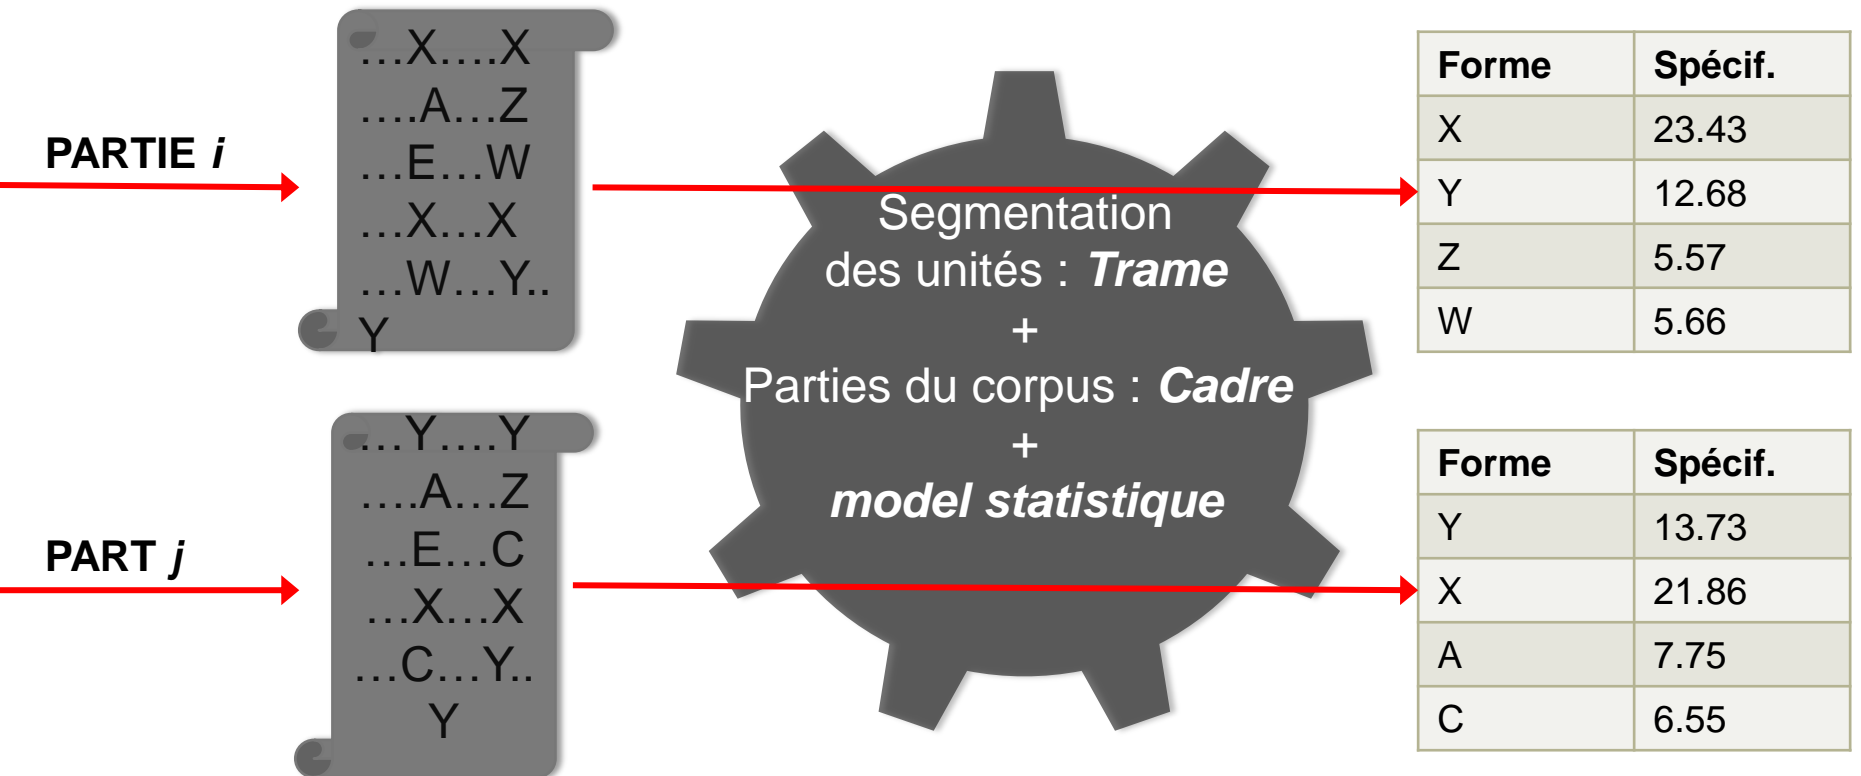 PARTIE i
…X….X
….A…Z
…E…W
…X…X
…W…Y..
Y
PART j
…Y….Y
….A…Z
…E…C
…X…X
…C…Y..
Y
Segmentation
des unités : Trame
+
Parties du corpus : Cadre
+
model statistique
Forme Spécif.
X 23.43
Y 12.68
Z 5.57
W 5.66
Forme Spécif.
Y 13.73
X 21.86
A 7.75
C 6.55